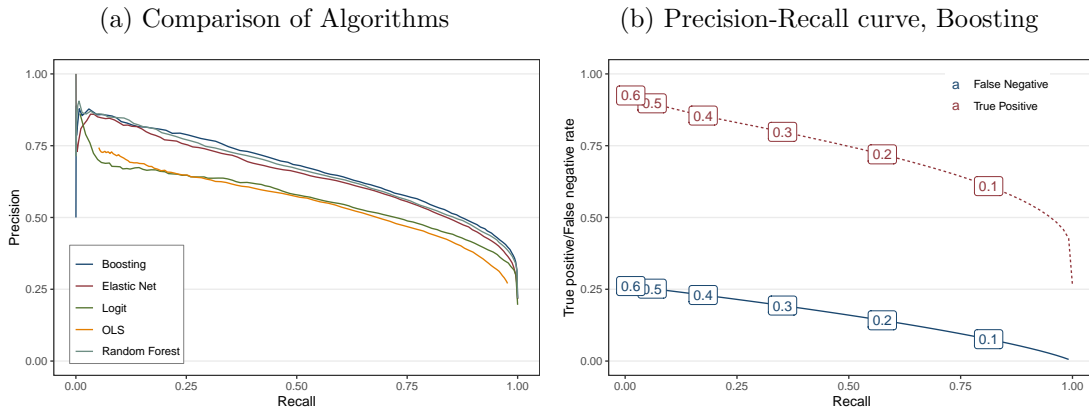 (a) Comparison of Algorithms
1.00
0.75
0.50
0.25
0.00
Precision
Boosting
Elastic Net
Logit
OLS
Random Forest
0.00 0.25 0.50 0.75 1.00
Recall
(b) Precision-Recall curve, Boosting
1.00
0.75
0.50
0.25
0.00
True positive/False negative rate
a False Negative
a True Positive
0.6 0.5 0.4 0.3 0.2 0.1
0.6 0.5 0.4 0.3 0.2 0.1
0.00 0.25 0.50 0.75 1.00
Recall